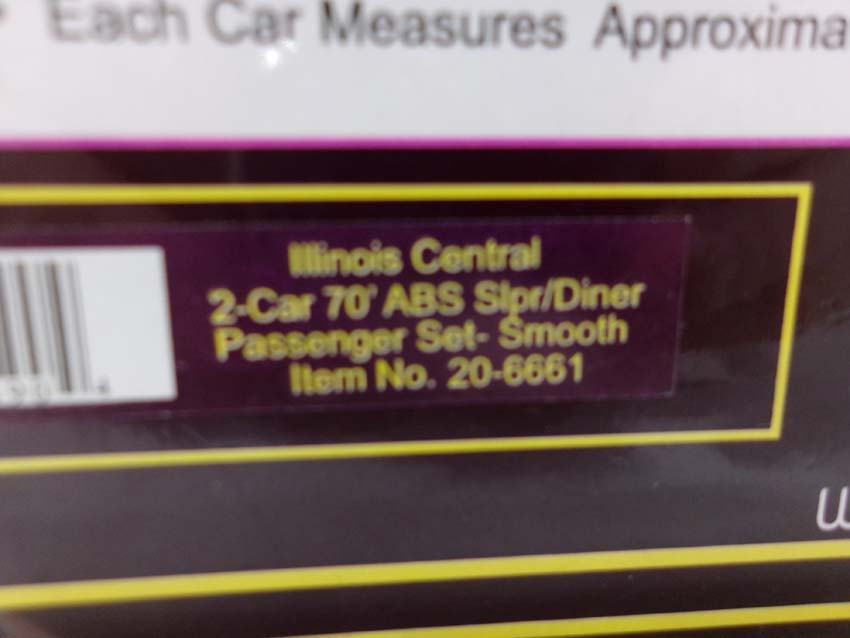 Each Car Measures Approxima
Illinois Central
2-Car 70' ABS Slpr/Diner
Passenger Set- Smooth
Item No. 20-6661